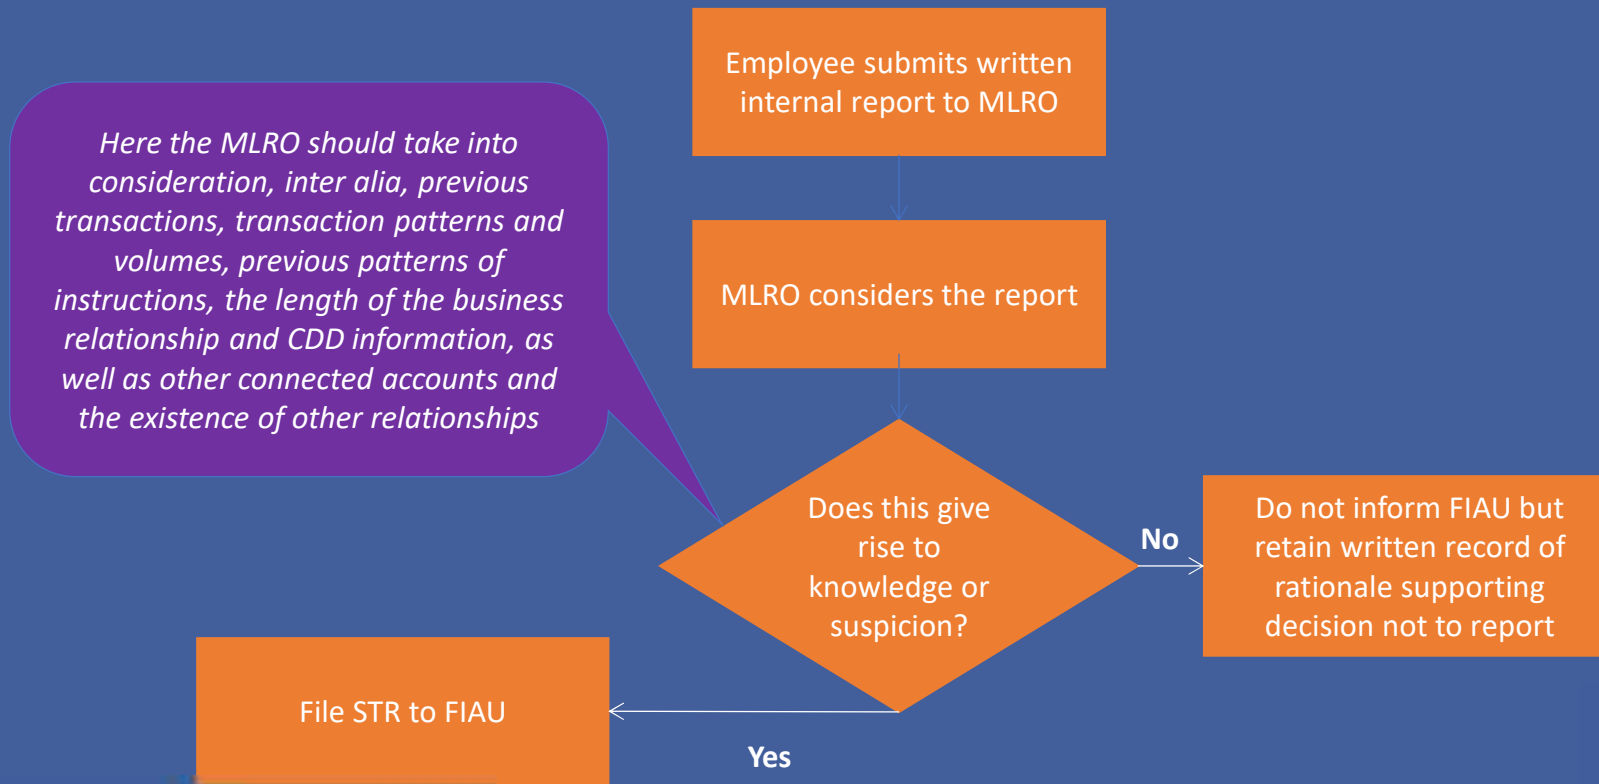 Employee submits written
internal report to MLRO
Here the MLRO should take into
consideration, inter alia, previous
transactions, transaction patterns and
volumes, previous patterns of
instructions, the length of the business
relationship and CDD information, as
well as other connected accounts and
the existence of other relationships
MLRO considers the report
Does this give
rise to
knowledge or
suspicion?
No
Do not inform FIAU but
retain written record of
rationale supporting
decision not to report
File STR to FIAU
Yes